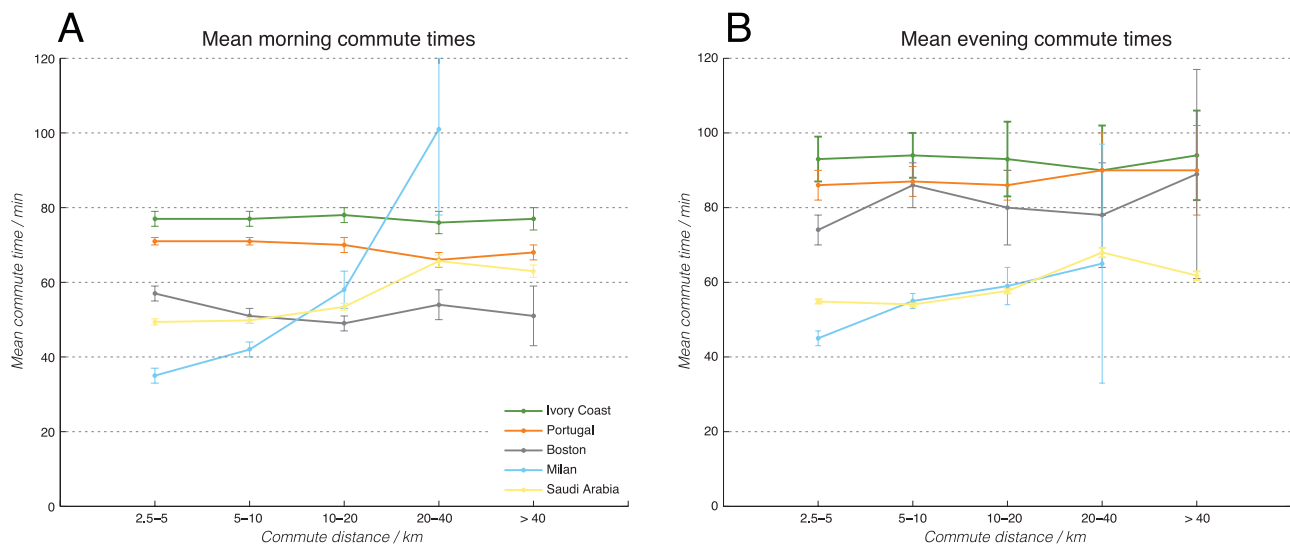 A
Mean morning commute times
120
100
80
60
40
20
0
Mean commute time / min
2.5–5
5–10
10–20
20–40
> 40
Commute distance / km
Ivory Coast
Portugal
Boston
Milan
Saudi Arabia
B
Mean evening commute times
120
100
80
60
40
20
0
Mean commute time / min
2.5–5
5–10
10–20
20–40
> 40
Commute distance / km